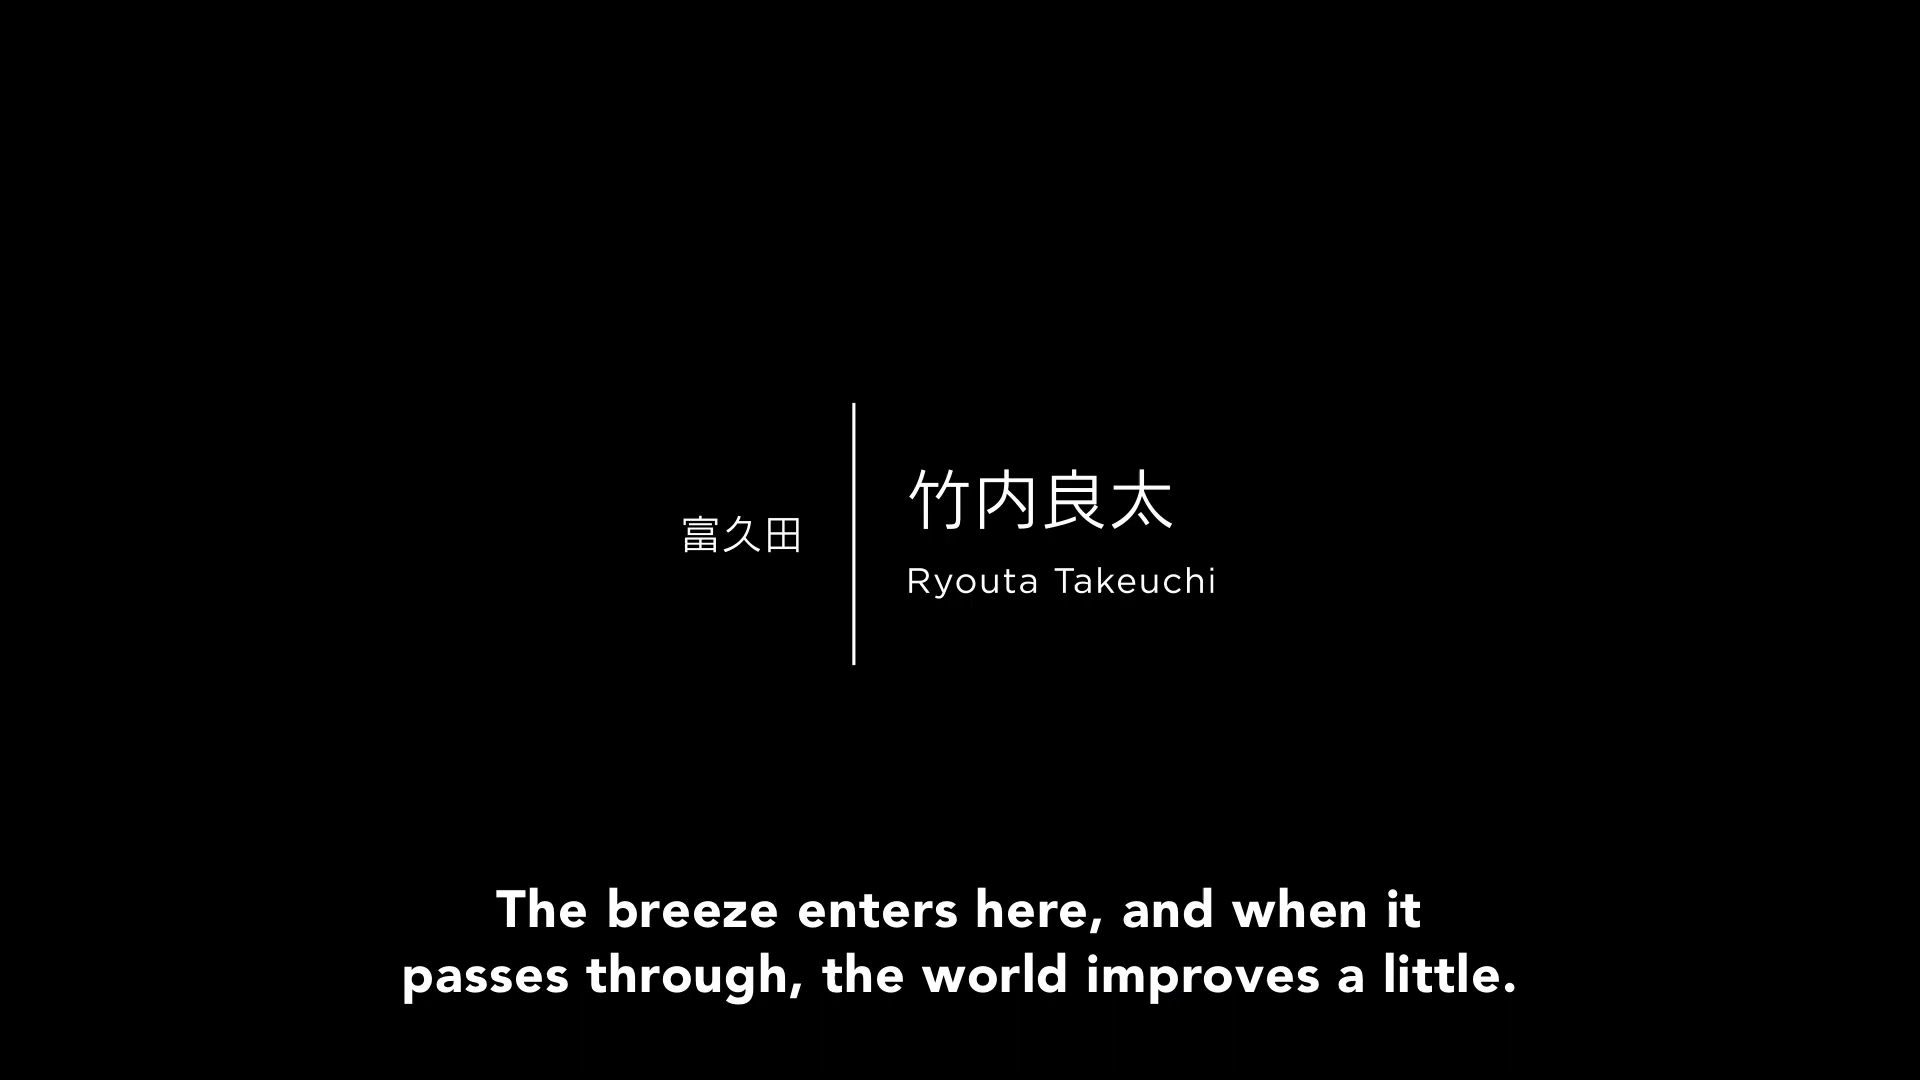 富久田
竹内良太
Ryouta Takeuchi
The breeze enters here, and when it
passes through, the world improves a little.